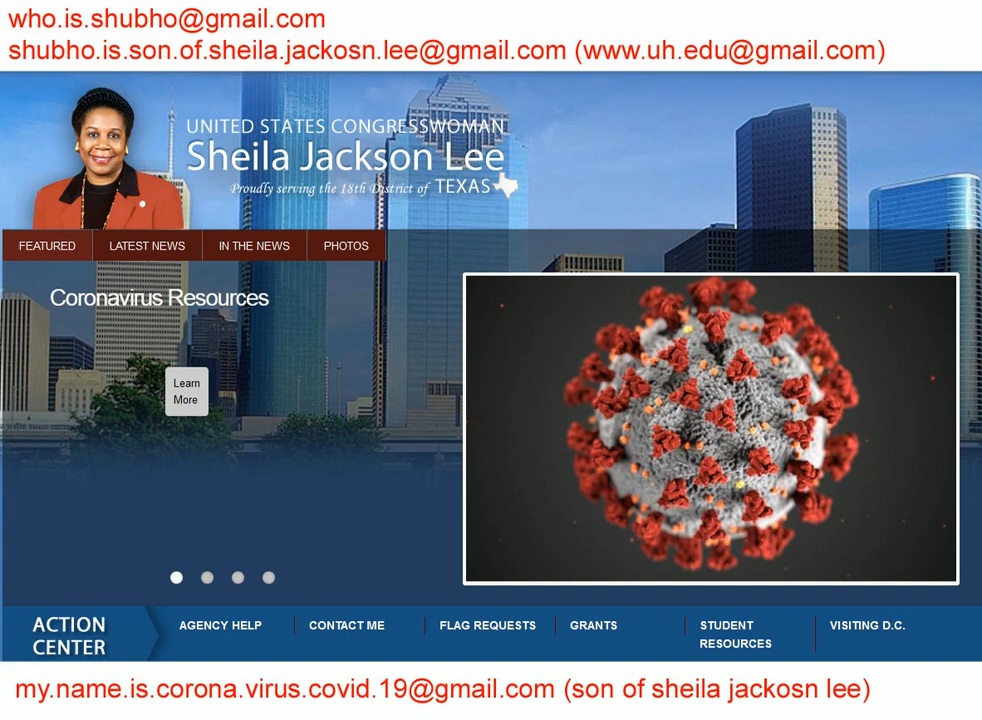 who.is.shubho@gmail.com
shubho.is.son.of.sheila.jackosn.lee@gmail.com (www.uh.edu@gmail.com)
UNITED STATES CONGRESSWOMAN
Sheila Jackson Lee
Proudly serving the 18th District of TEXAS
FEATURED LATEST NEWS IN THE NEWS PHOTOS
Coronavirus Resources
Learn
More
ACTION
CENTER
AGENCY HELP CONTACT ME FLAG REQUESTS GRANTS STUDENT
RESOURCES VISITING D.C.
my.name.is.corona.virus.covid.19@gmail.com (son of sheila jackosn lee)